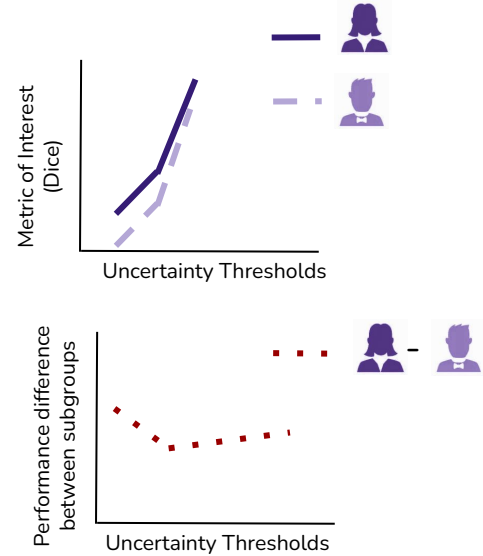 Metric of Interest
(Dice)
Uncertainty Thresholds
Performance difference
between subgroups
-
Uncertainty Thresholds